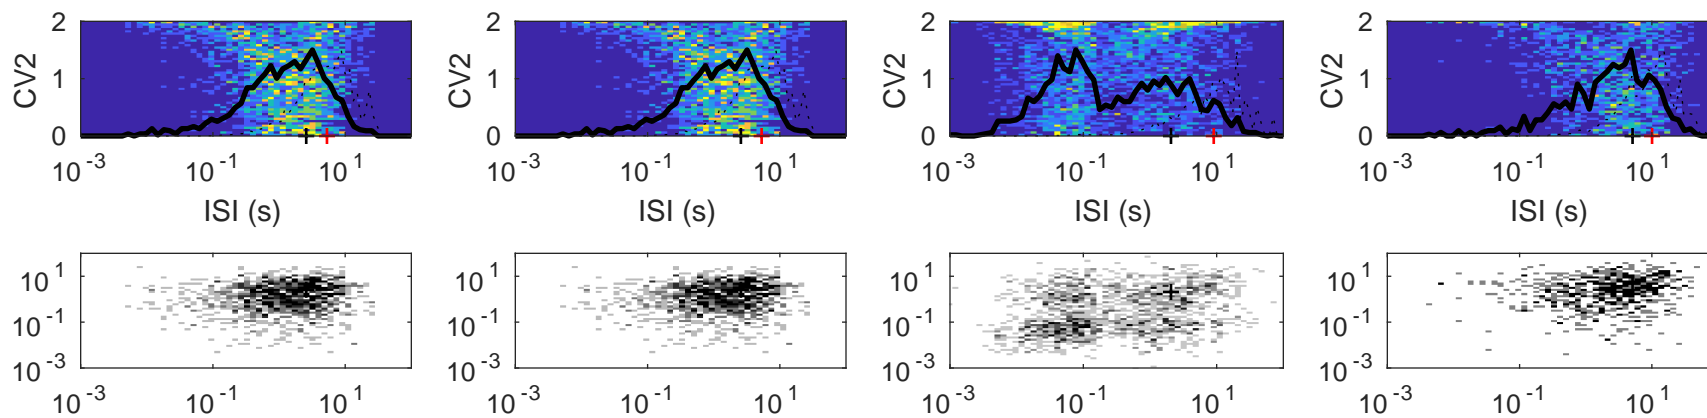 2 2 2 2
CV2 CV2 CV2 CV2
1 1 1 1
0 0 0 0
10^-3 10^-1 10^1 10^-3 10^-1 10^1 10^-3 10^-1 10^1 10^-3 10^-1 10^1
ISI (s) ISI (s) ISI (s) ISI (s)
10^1 10^1 10^1 10^1
10^-1 10^-1 10^-1 10^-1
10^-3 10^-3 10^-3 10^-3
10^-3 10^-1 10^1 10^-3 10^-1 10^1 10^-3 10^-1 10^1 10^-3 10^-1 10^1